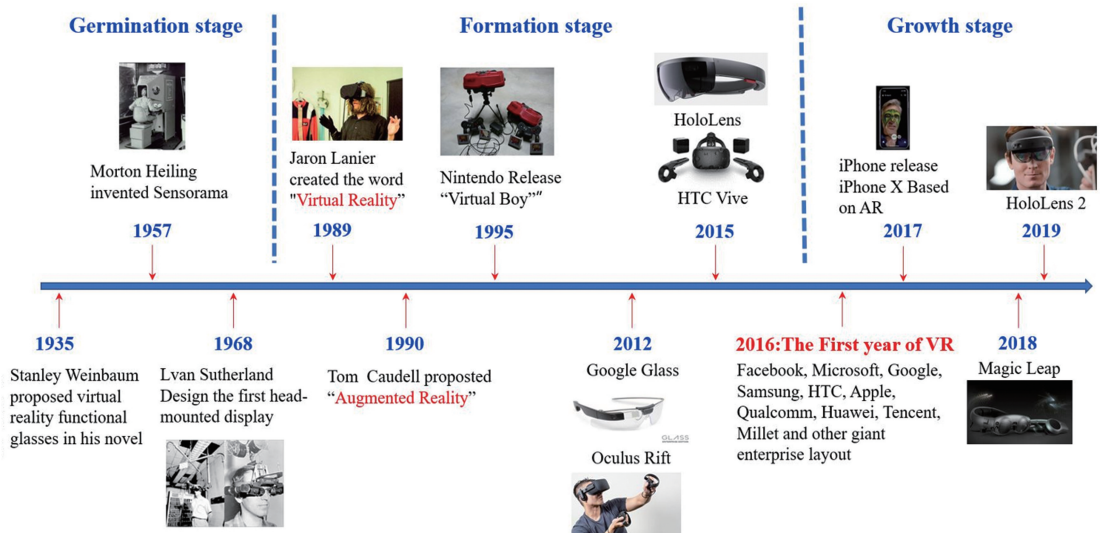 Germination stage
Formation stage
Growth stage
Morton Heiling
invented Sensorama
1957
Jaron Lanier
created the word
"Virtual Reality”
1989
Nintendo Release
“Virtual Boy”"
1995
HoloLens
HTC Vive
2015
iPhone release
iPhone X Based
on AR
2017
HoloLens 2
2019
1935
Stanley Weinbaum
proposed virtual
reality functional
glasses in his novel
1968
Lvan Sutherland
Design the first head-
mounted display
1990
Tom Caudell proposted
“Augmented Reality”
2012
Google Glass
GLASS
Oculus Rift
2016:The First year of VR
Facebook, Microsoft, Google,
Samsung, HTC, Apple,
Qualcomm, Huawei, Tencent,
Millet and other giant
enterprise layout
2018
Magic Leap